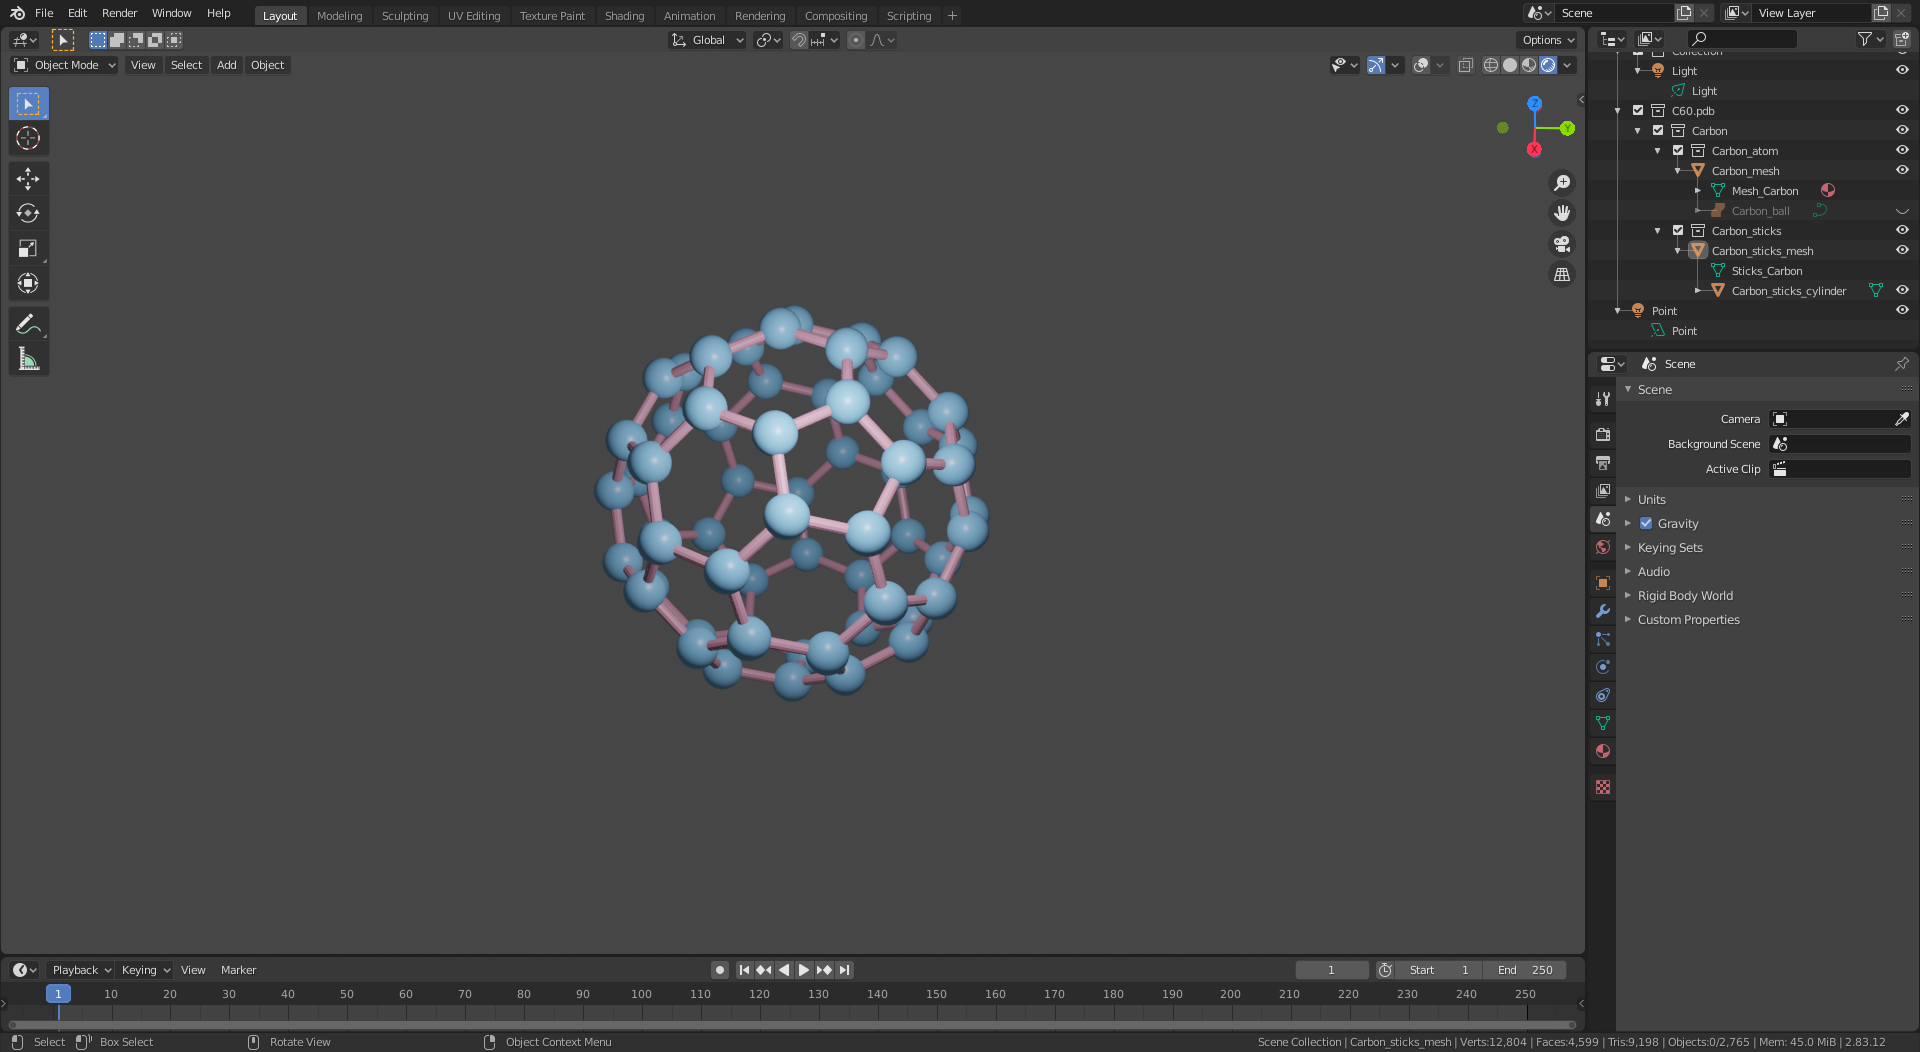 File Edit Render Window Help Layout Modeling Sculpting UV Editing Texture Paint Shading Animation Rendering Compositing Scripting + Scene View Layer
Global Options
Object Mode View Select Add Object
Z
Y
X
Collection
Light
Light
C60.pdb
Carbon
Carbon_atom
Carbon_mesh
Mesh_Carbon
Carbon_ball
Carbon_sticks
Carbon_sticks_mesh
Sticks_Carbon
Carbon_sticks_cylinder
Point
Point
Scene
Scene
Camera
Background Scene
Active Clip
Units
Gravity
Keying Sets
Audio
Rigid Body World
Custom Properties
Playback Keying View Marker 1 Start 1 End 250
1 10 20 30 40 50 60 70 80 90 100 110 120 130 140 150 160 170 180 190 200 210 220 230 240 250
Select Box Select Rotate View Object Context Menu Scene Collection | Carbon_sticks_mesh | Verts:12,804 | Faces:4,599 | Tris:9,198 | Objects:0/2,765 | Mem: 45.0 MiB | 2.83.12